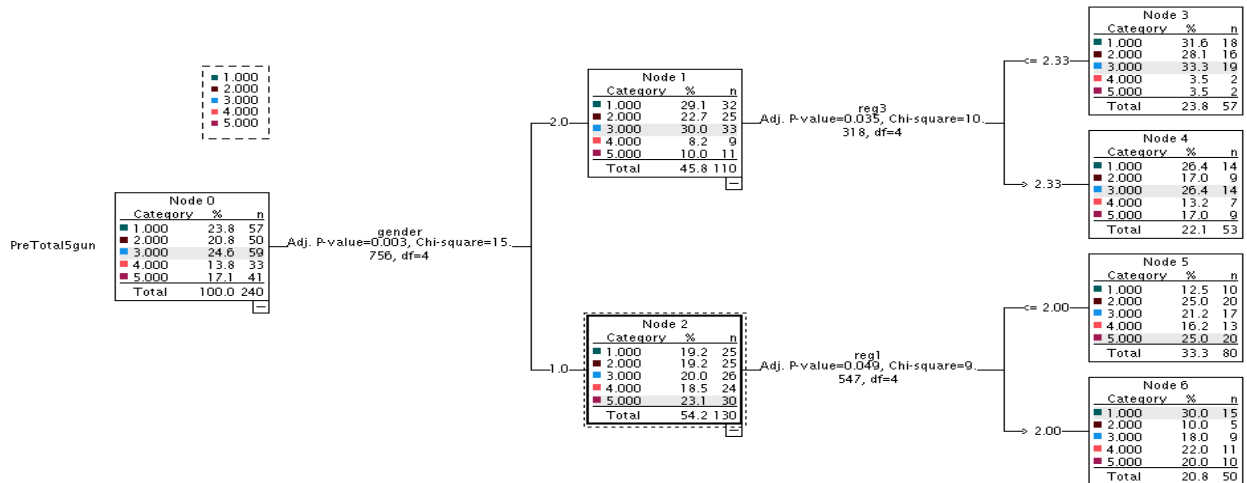 1.000
2.000
3.000
4.000
5.000
PreTotal5gun
Node 0
Category % n
1.000 23.8 57
2.000 20.8 50
3.000 24.6 59
4.000 13.8 33
5.000 17.1 41
Total 100.0 240
gender
Adj. P-value=0.003, Chi-square=15.
756, df=4
2.0
Node 1
Category % n
1.000 29.1 32
2.000 22.7 25
3.000 30.0 33
4.000 8.2 9
5.000 10.0 11
Total 45.8 110
reg3
Adj. P-value=0.035, Chi-square=10.
318, df=4
<= 2.33
Node 3
Category % n
1.000 31.6 18
2.000 28.1 16
3.000 33.3 19
4.000 3.5 2
5.000 3.5 2
Total 23.8 57
> 2.33
Node 4
Category % n
1.000 26.4 14
2.000 17.0 9
3.000 26.4 14
4.000 13.2 7
5.000 17.0 9
Total 22.1 53
1.0
Node 2
Category % n
1.000 19.2 25
2.000 19.2 25
3.000 20.0 26
4.000 18.5 24
5.000 23.1 30
Total 54.2 130
reg1
Adj. P-value=0.049, Chi-square=9.
547, df=4
<= 2.00
Node 5
Category % n
1.000 12.5 10
2.000 25.0 20
3.000 21.2 17
4.000 16.2 13
5.000 25.0 20
Total 33.3 80
> 2.00
Node 6
Category % n
1.000 30.0 15
2.000 10.0 5
3.000 18.0 9
4.000 22.0 11
5.000 20.0 10
Total 20.8 50